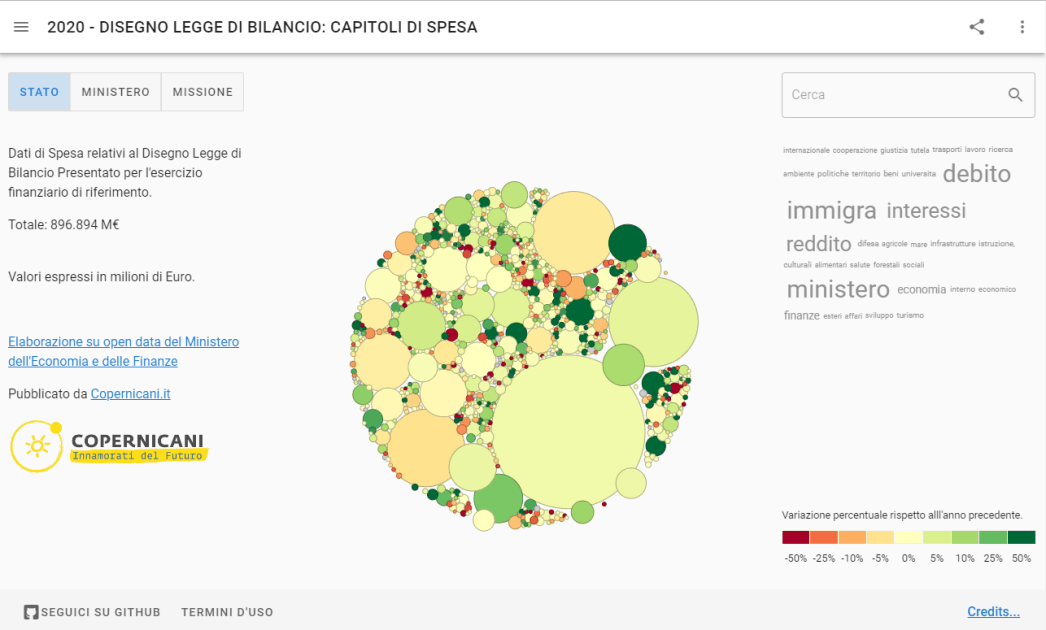 2020 - DISEGNO LEGGE DI BILANCIO: CAPITOLI DI SPESA
STATO MINISTERO MISSIONE
Cerca
Dati di Spesa relativi al Disegno Legge di
Bilancio Presentato per l'esercizio
finanziario di riferimento.
Totale: 896.894 M€
Valori espressi in milioni di Euro.
Elaborazione su open data del Ministero
dell'Economia e delle Finanze
Pubblicato da Copernicani.it
COPERNICANI
Innamorati del Futuro
internazionale cooperazione giustizia tutela trasporti lavoro ricerca
ambiente politiche territorio beni universita debito
immigra interessi
reddito difesa agricole mare infrastrutture istruzione,
culturali alimentari salute forestali sociali
ministero economia interno economico
finanze esteri affari sviluppo turismo
Variazione percentuale rispetto alll'anno precedente.
-50% -25% -10% -5% 0% 5% 10% 25% 50%
SEGUICI SU GITHUB TERMINI D'USO Credits...